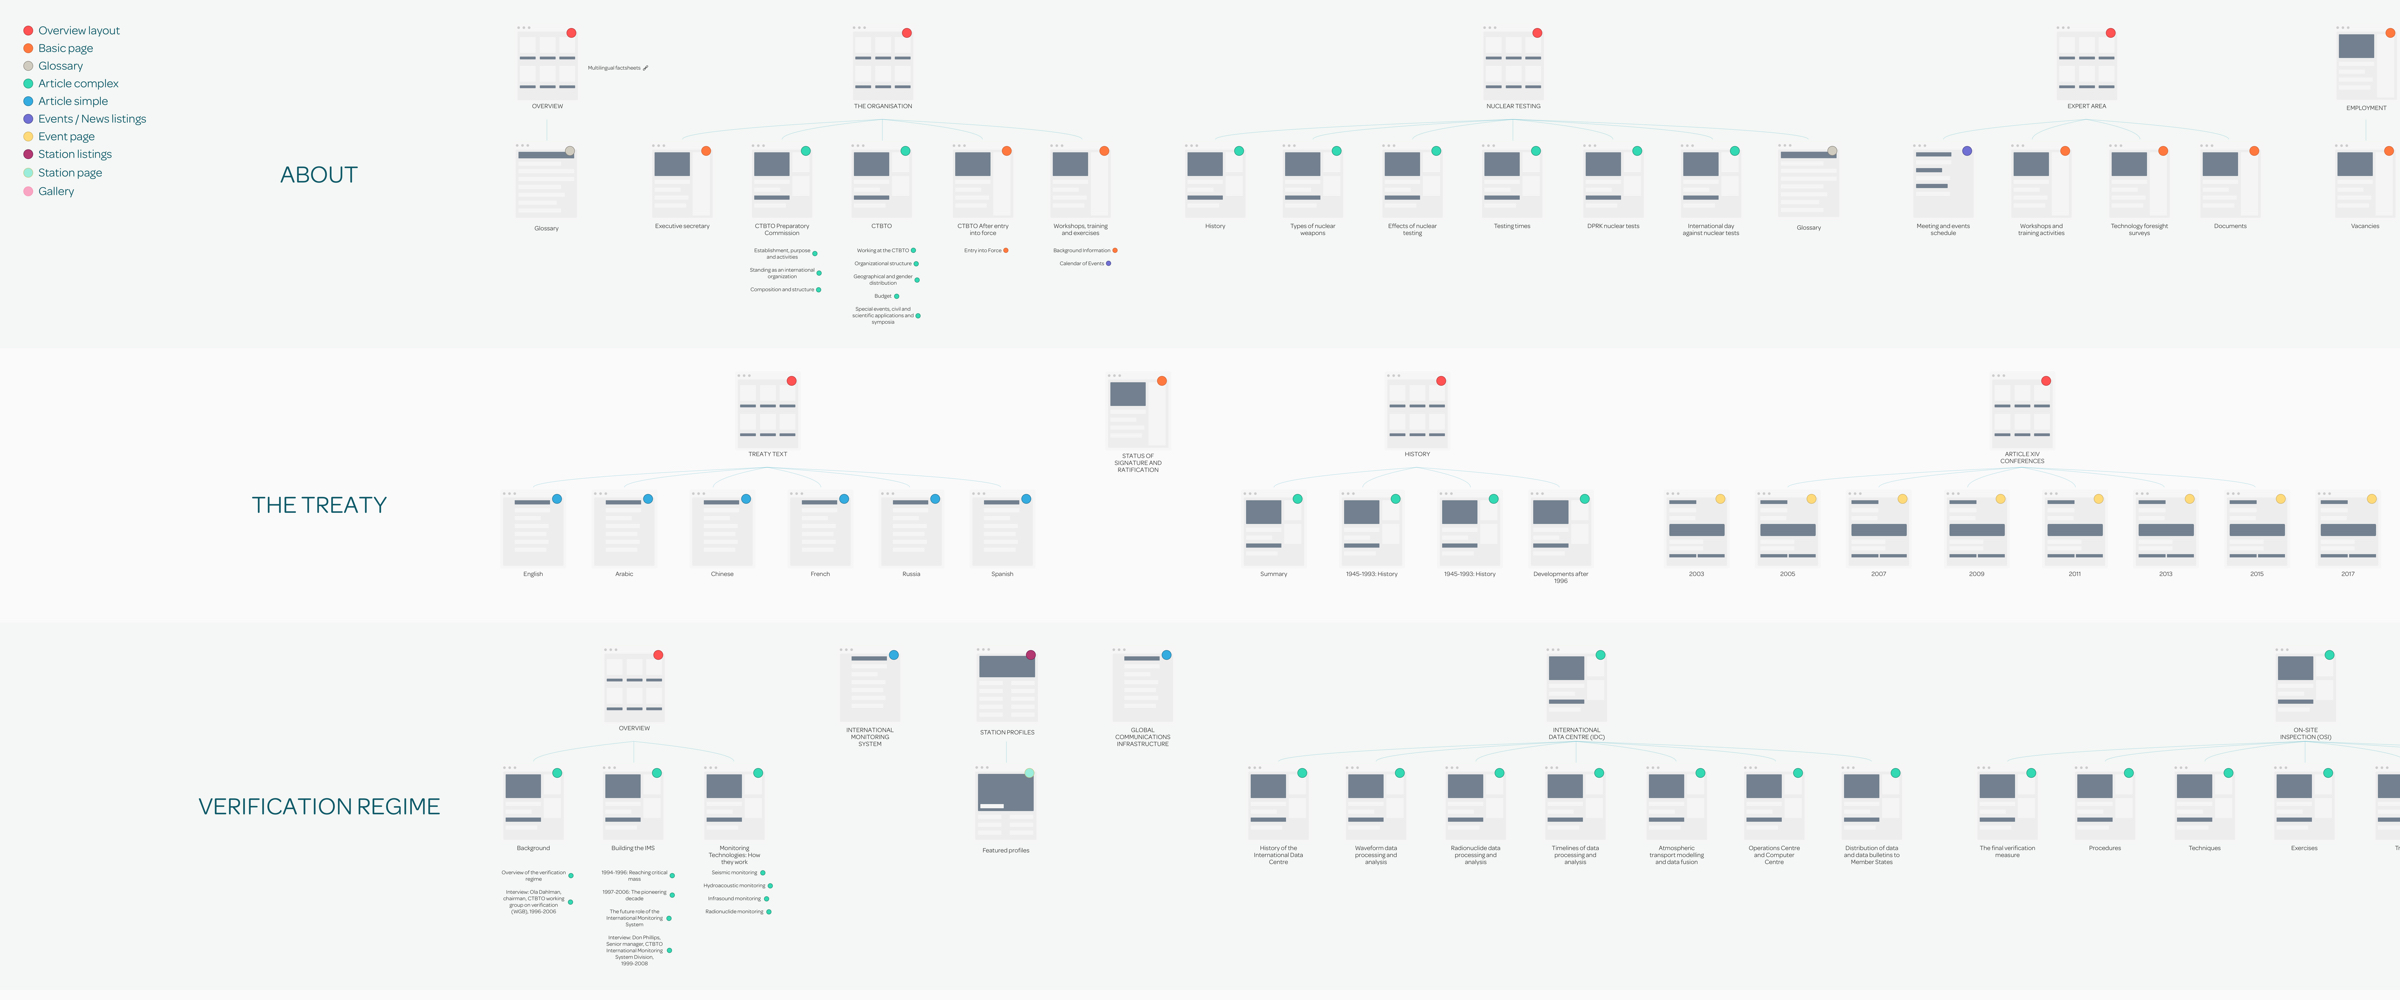 Overview layout
Basic page
Glossary
Article complex
Article simple
Events / News listings
Event page
Station listings
Station page
Gallery
ABOUT
OVERVIEW
Multilingual factsheets
Glossary
THE ORGANISATION
Executive secretary
CTBTO Preparatory
Commission
Establishment, purpose
and activities
Standing as an international
organization
Composition and structure
CTBTO
Working at the CTBTO
Organizational structure
Geographical and gender
distribution
Budget
Special events, civil and
scientific applications and
symposia
CTBTO After entry
into force
Entry into Force
Workshops, training
and exercises
Background Information
Calendar of Events
NUCLEAR TESTING
History
Types of nuclear
weapons
Effects of nuclear
testing
Testing times
DPRK nuclear tests
International day
against nuclear tests
Glossary
EXPERT AREA
Meeting and events
schedule
Workshops and
training activities
Technology foresight
surveys
Documents
EMPLOYMENT
Vacancies
THE TREATY
TREATY TEXT
English
Arabic
Chinese
French
Russia
Spanish
STATUS OF
SIGNATURE AND
RATIFICATION
HISTORY
Summary
1945-1993: History
1945-1993: History
Developments after
1996
ARTICLE XIV
CONFERENCES
2003
2005
2007
2009
2011
2013
2015
2017
VERIFICATION REGIME
OVERVIEW
Background
Overview of the verification
regime
Interview: Ola Dahlman,
chairman, CTBTO working
group on verification
(WGB), 1996-2006
Building the IMS
1994-1996: Reaching critical
mass
1997-2006: The pioneering
decade
The future role of the
International Monitoring
System
Interview: Don Phillips,
Senior manager, CTBTO
International Monitoring
System Division,
1999-2008
Monitoring
Technologies: How
they work
Seismic monitoring
Hydroacoustic monitoring
Infrasound monitoring
Radionuclide monitoring
INTERNATIONAL
MONITORING
SYSTEM
STATION PROFILES
Featured profiles
GLOBAL
COMMUNICATIONS
INFRASTRUCTURE
INTERNATIONAL
DATA CENTRE (IDC)
History of the
International Data
Centre
Waveform data
processing and
analysis
Radionuclide data
processing and
analysis
Timelines of data
processing and
analysis
Atmospheric
transport modelling
and data fusion
Operations Centre
and Computer
Centre
Distribution of data
and data bulletins to
Member States
ON-SITE
INSPECTION (OSI)
The final verification
measure
Procedures
Techniques
Exercises